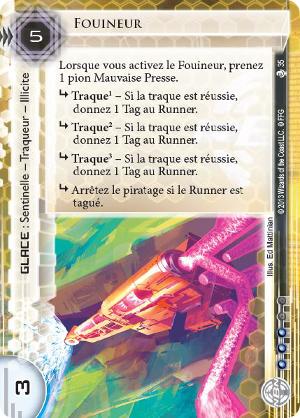 Fouineur
5
Lorsque vous activez le Fouineur, prenez
1 pion Mauvaise Presse.
Traque¹ – Si la traque est réussie,
donnez 1 Tag au Runner.
Traque² – Si la traque est réussie,
donnez 1 Tag au Runner.
Traque³ – Si la traque est réussie,
donnez 1 Tag au Runner.
Arrêtez le piratage si le Runner est
tagué.
GLACE : Sentinelle – Traqueur – Illicite
35
© 2013 Wizards of the Coast LLC. © FFG
Illus. Ed Mattinian
3